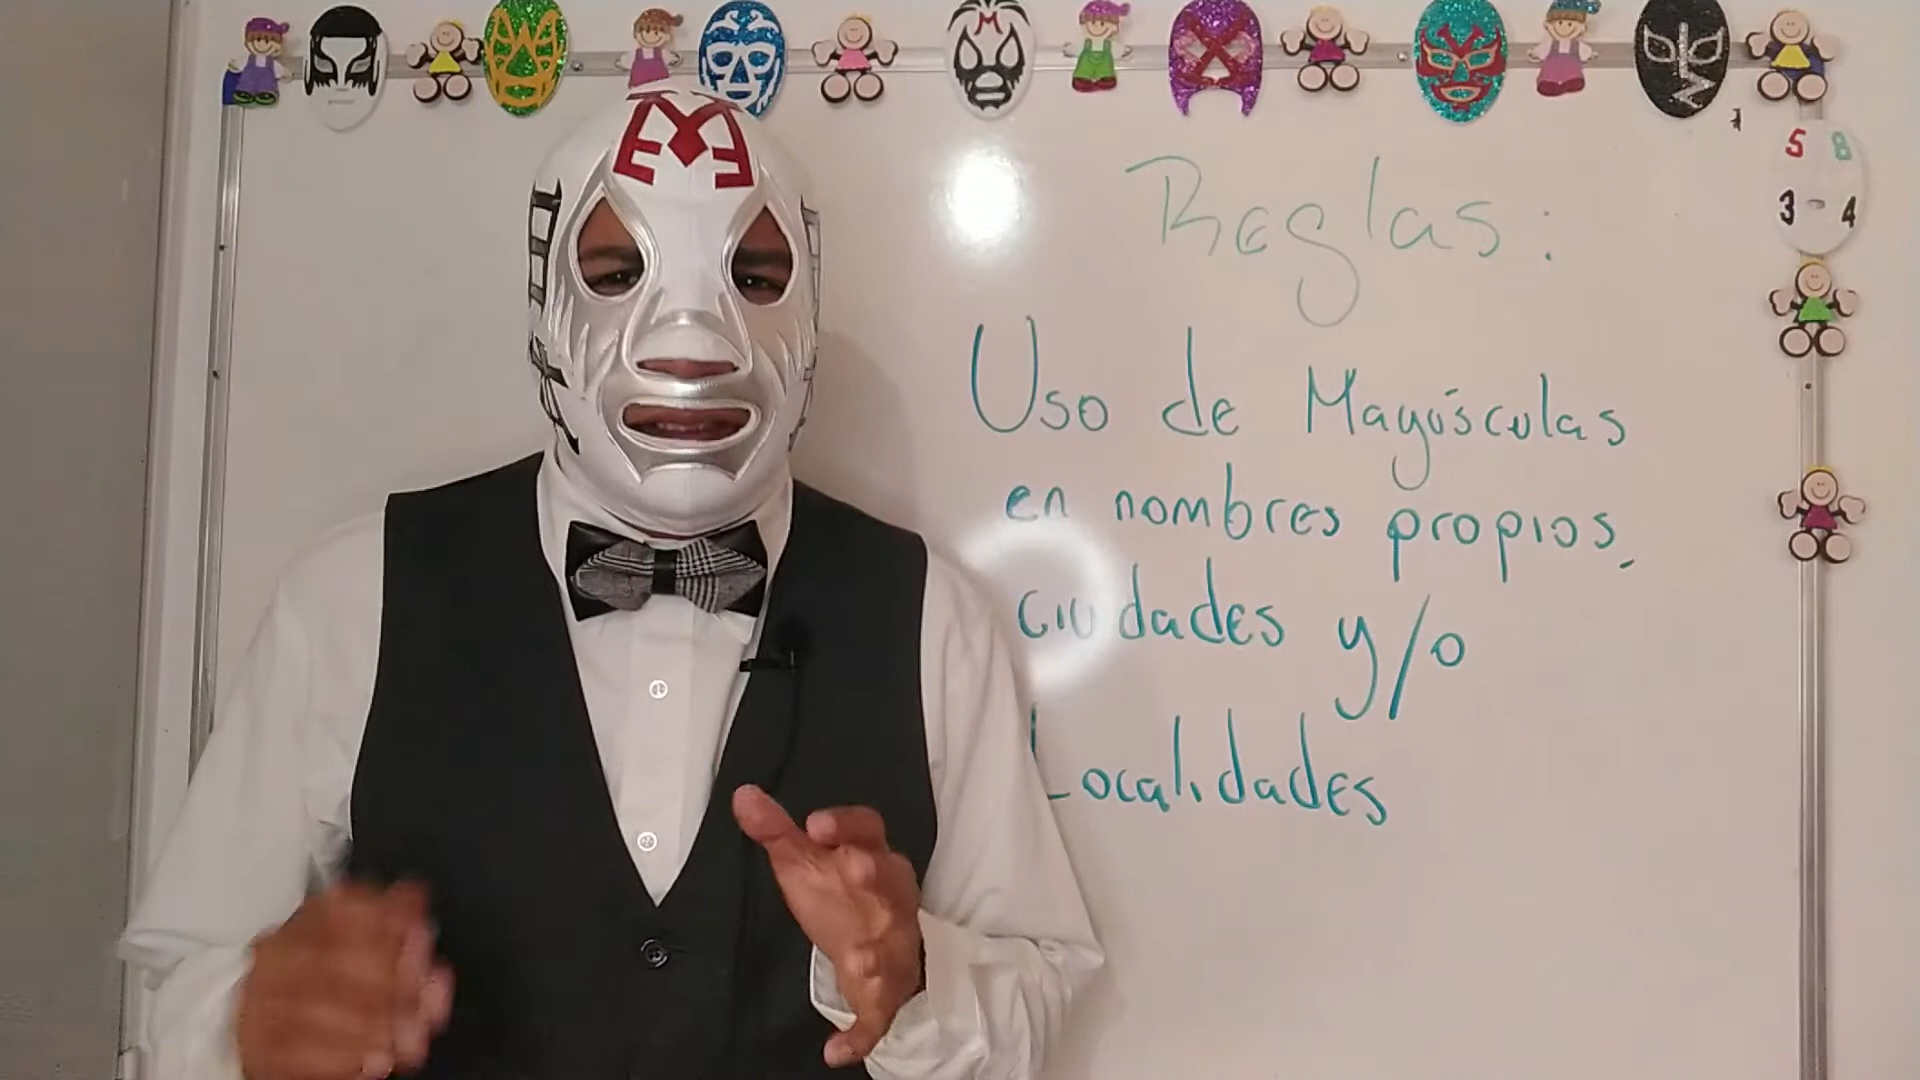 5 8
3 - 4
Reglas:
Uso de Mayúsculas
en nombres propios.
ciudades y/o
Localidades